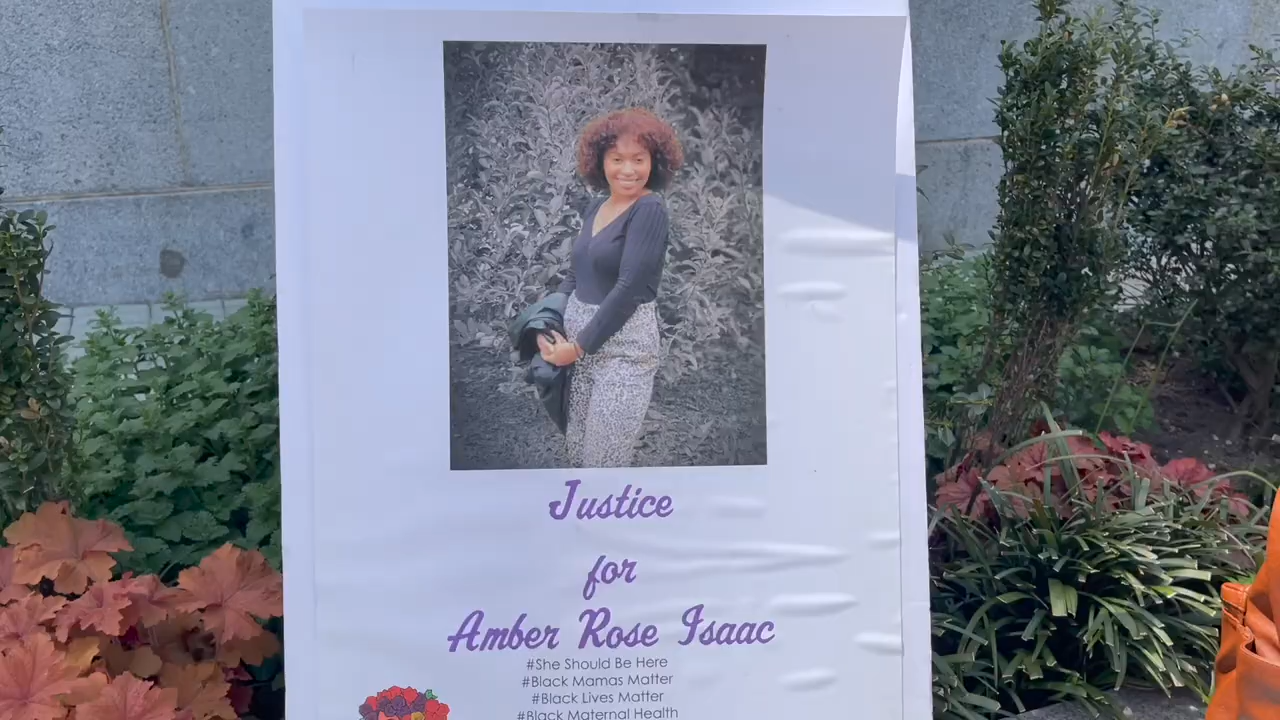 Justice
for
Amber Rose Isaac
#She Should Be Here
#Black Mamas Matter
#Black Lives Matter
#Black Maternal Health